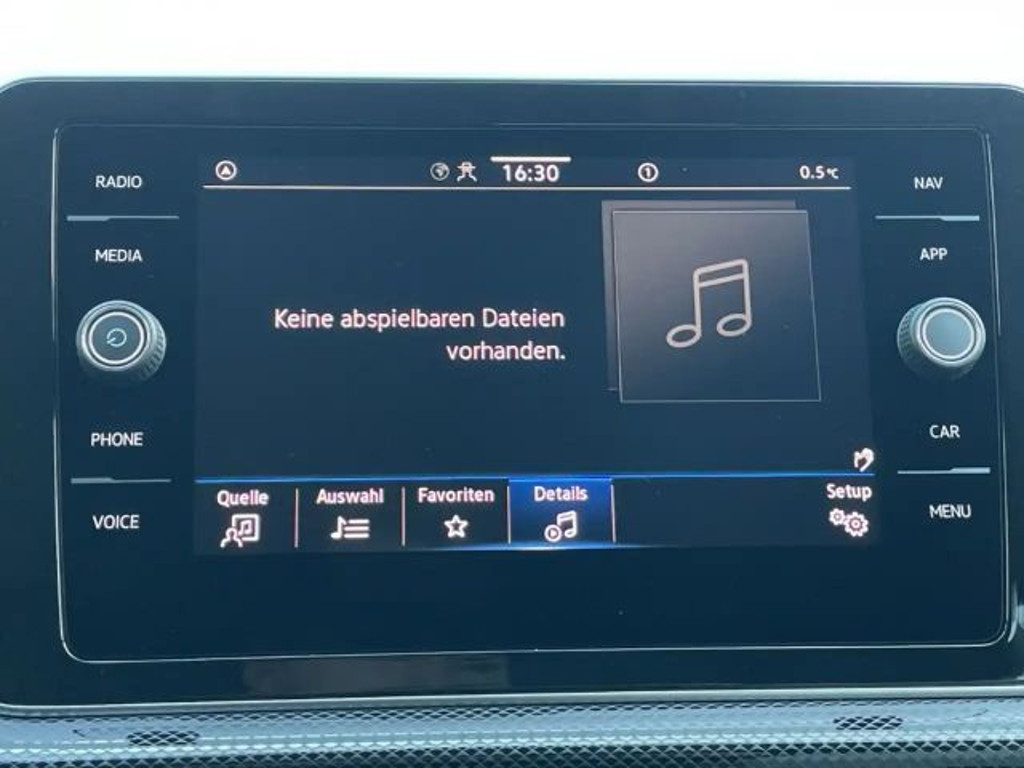 RADIO
MEDIA
PHONE
VOICE
16:30
1
0.5°C
Keine abspielbaren Dateien
vorhanden.
Quelle
Auswahl
Favoriten
Details
Setup
NAV
APP
CAR
MENU